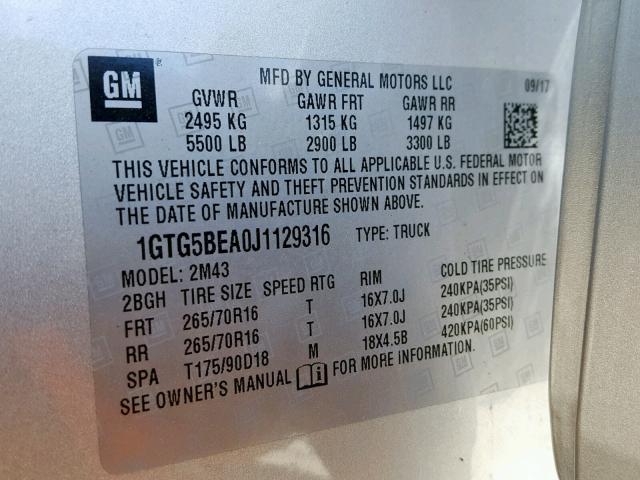 GM
MFD BY GENERAL MOTORS LLC 09/17
GVWR GAWR FRT GAWR RR
2495 KG 1315 KG 1497 KG
5500 LB 2900 LB 3300 LB
THIS VEHICLE CONFORMS TO ALL APPLICABLE U.S. FEDERAL MOTOR
VEHICLE SAFETY AND THEFT PREVENTION STANDARDS IN EFFECT ON
THE DATE OF MANUFACTURE SHOWN ABOVE.
1GTG5BEA0J1129316 TYPE: TRUCK
MODEL: 2M43
2BGH TIRE SIZE SPEED RTG RIM COLD TIRE PRESSURE
FRT 265/70R16 T 16X7.0J 240KPA(35PSI)
RR 265/70R16 T 16X7.0J 240KPA(35PSI)
SPA T175/90D18 M 18X4.5B 420KPA(60PSI)
SEE OWNER'S MANUAL FOR MORE INFORMATION.